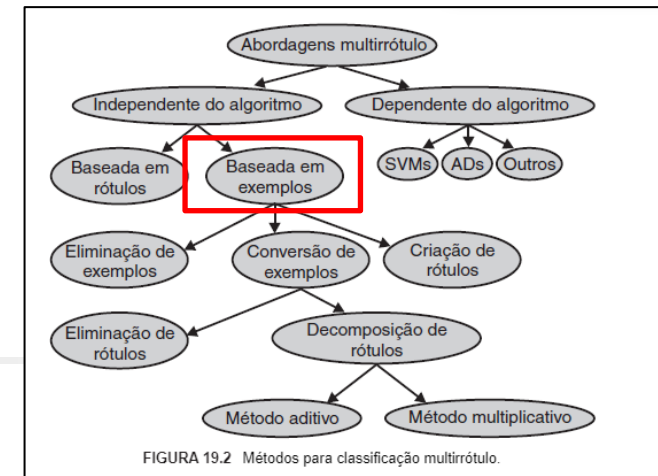 Abordagens multirrótulo
Independente do algoritmo
Dependente do algoritmo
Baseada em
rótulos
Baseada em
exemplos
SVMs
ADs
Outros
Eliminação de
exemplos
Conversão de
exemplos
Criação de
rótulos
Eliminação de
rótulos
Decomposição de
rótulos
Método aditivo
Método multiplicativo
FIGURA 19.2 Métodos para classificação multirrótulo.